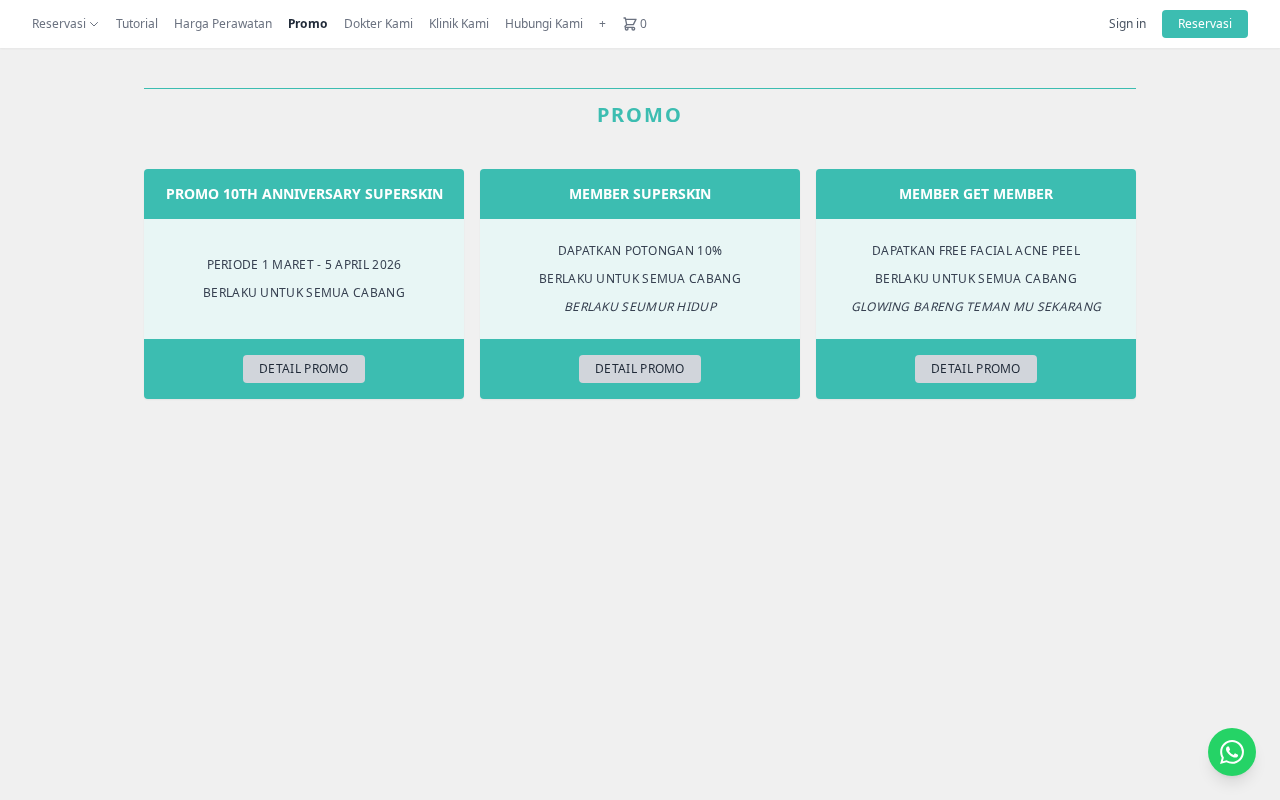 Reservasi Tutorial Harga Perawatan Promo Dokter Kami Klinik Kami Hubungi Kami + 0 Sign in Reservasi
PROMO
PROMO 10TH ANNIVERSARY SUPERSKIN
PERIODE 1 MARET - 5 APRIL 2026
BERLAKU UNTUK SEMUA CABANG
DETAIL PROMO
MEMBER SUPERSKIN
DAPATKAN POTONGAN 10%
BERLAKU UNTUK SEMUA CABANG
BERLAKU SEUMUR HIDUP
DETAIL PROMO
MEMBER GET MEMBER
DAPATKAN FREE FACIAL ACNE PEEL
BERLAKU UNTUK SEMUA CABANG
GLOWING BARENG TEMAN MU SEKARANG
DETAIL PROMO